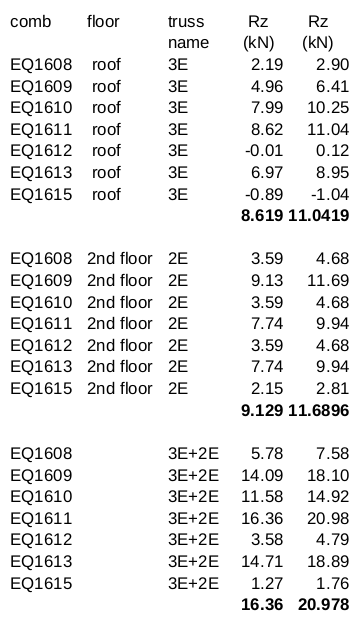 comb floor truss Rz Rz
name (kN) (kN)
EQ1608 roof 3E 2.19 2.90
EQ1609 roof 3E 4.96 6.41
EQ1610 roof 3E 7.99 10.25
EQ1611 roof 3E 8.62 11.04
EQ1612 roof 3E -0.01 0.12
EQ1613 roof 3E 6.97 8.95
EQ1615 roof 3E -0.89 -1.04
8.619 11.0419
EQ1608 2nd floor 2E 3.59 4.68
EQ1609 2nd floor 2E 9.13 11.69
EQ1610 2nd floor 2E 3.59 4.68
EQ1611 2nd floor 2E 7.74 9.94
EQ1612 2nd floor 2E 3.59 4.68
EQ1613 2nd floor 2E 7.74 9.94
EQ1615 2nd floor 2E 2.15 2.81
9.129 11.6896
EQ1608 3E+2E 5.78 7.58
EQ1609 3E+2E 14.09 18.10
EQ1610 3E+2E 11.58 14.92
EQ1611 3E+2E 16.36 20.98
EQ1612 3E+2E 3.58 4.79
EQ1613 3E+2E 14.71 18.89
EQ1615 3E+2E 1.27 1.76
16.36 20.978